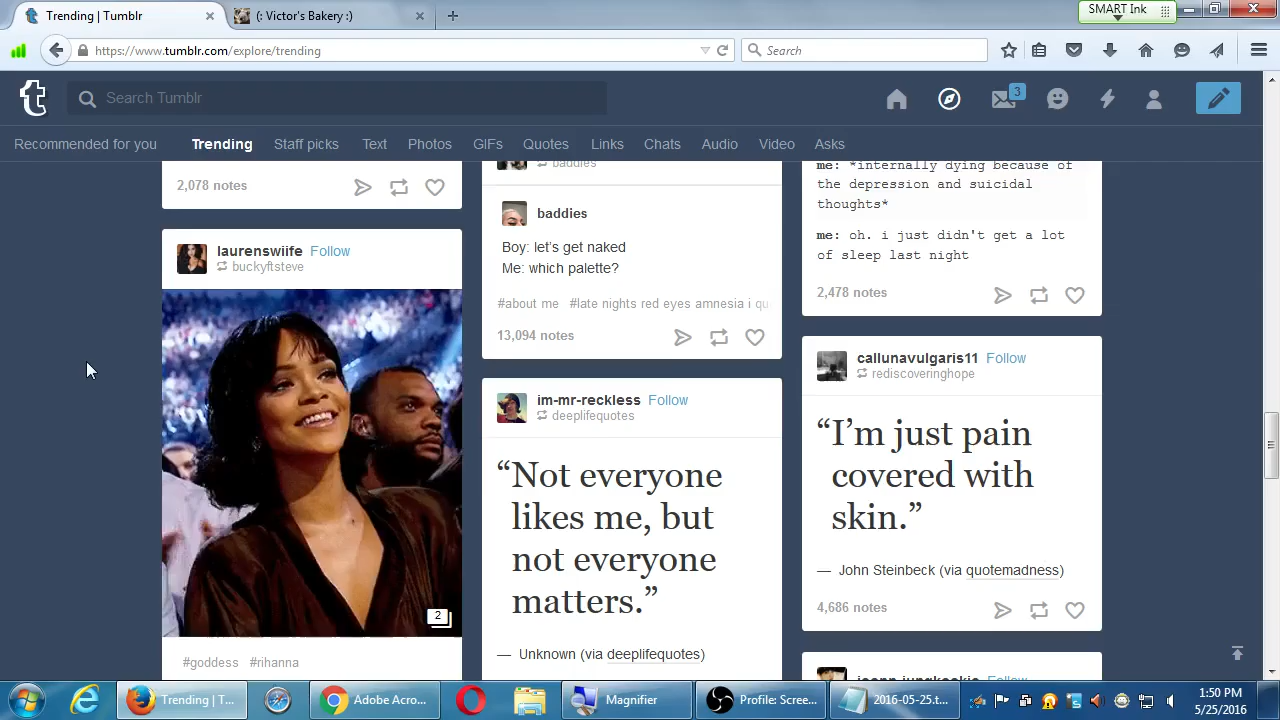 Trending | Tumblr
(: Victor's Bakery :)
SMART Ink
https://www.tumblr.com/explore/trending
Search
Search Tumblr
3
Recommended for you
Trending
Staff picks
Text
Photos
GIFs
Quotes
Links
Chats
Audio
Video
Asks
2,078 notes
laurenswiife Follow
buckyftsteve
2
#goddess #rihanna
baddies
baddies
Boy: let's get naked
Me: which palette?
#about me #late nights red eyes amnesia i qu
13,094 notes
im-mr-reckless Follow
deeplifequotes
“Not everyone
likes me, but
not everyone
matters.”
— Unknown (via deeplifequotes)
me: *internally dying because of
the depression and suicidal
thoughts*
me: oh. i just didn't get a lot
of sleep last night
2,478 notes
callunavulgaris11 Follow
rediscoveringhope
“I’m just pain
covered with
skin.”
— John Steinbeck (via quotemadness)
4,686 notes
Follow
Trending | T...
Adobe Acro...
Magnifier
Profile: Scree...
2016-05-25.t...
1:50 PM
5/25/2016